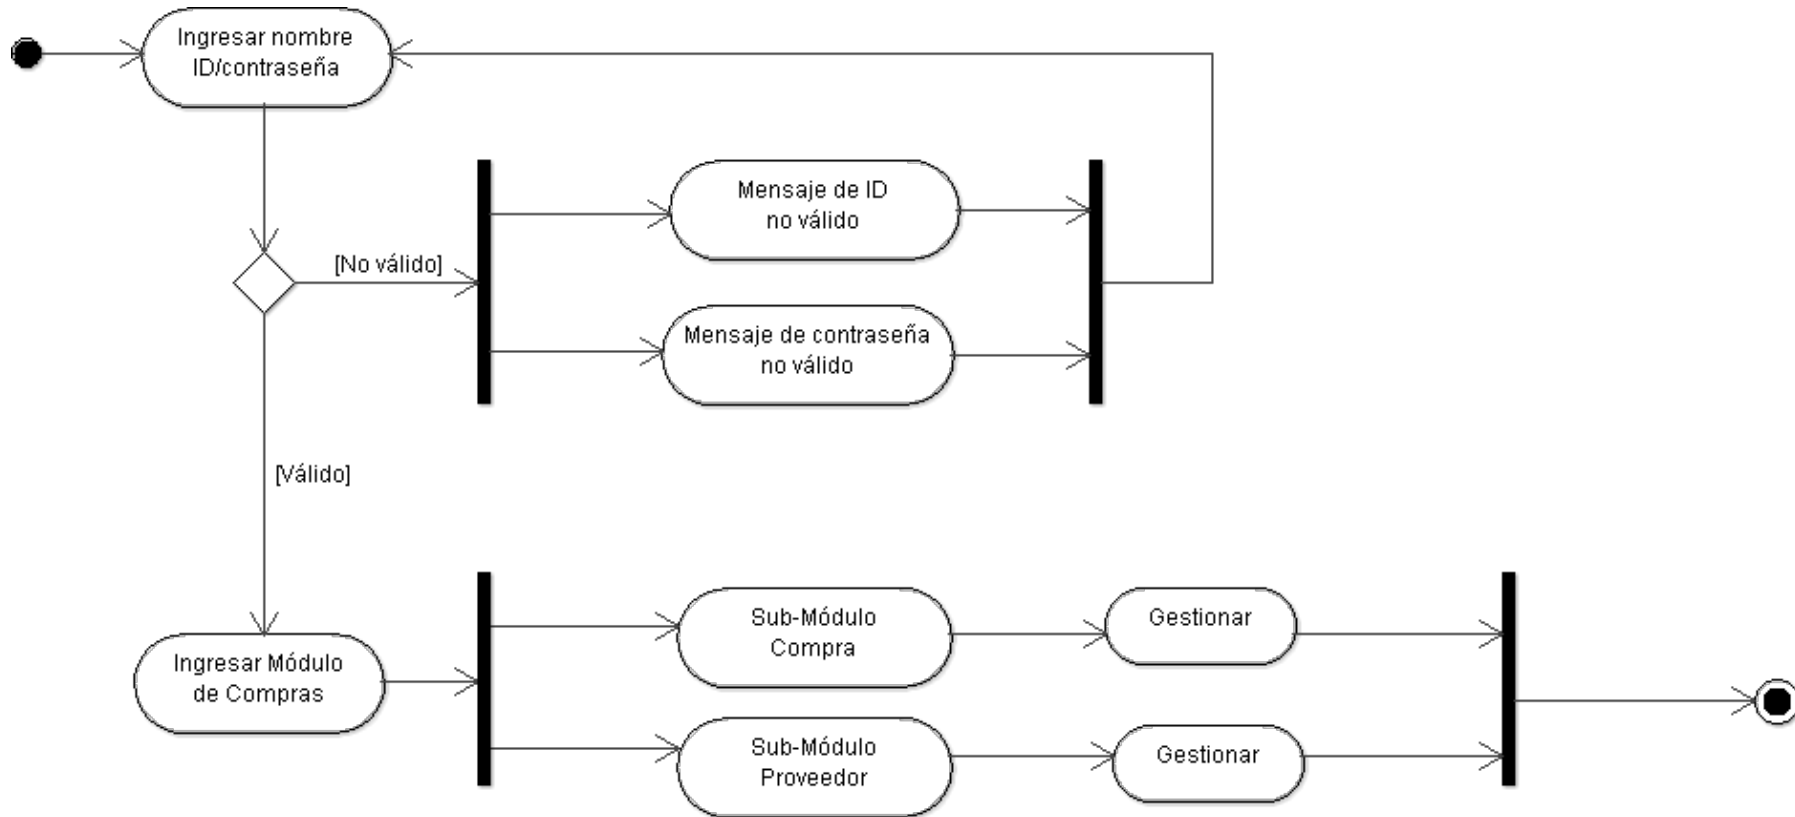 Ingresar nombre
ID/contraseña
Mensaje de ID
no válido
[No válido]
Mensaje de contraseña
no válido
[Válido]
Sub-Módulo
Compra
Gestionar
Ingresar Módulo
de Compras
Sub-Módulo
Proveedor
Gestionar